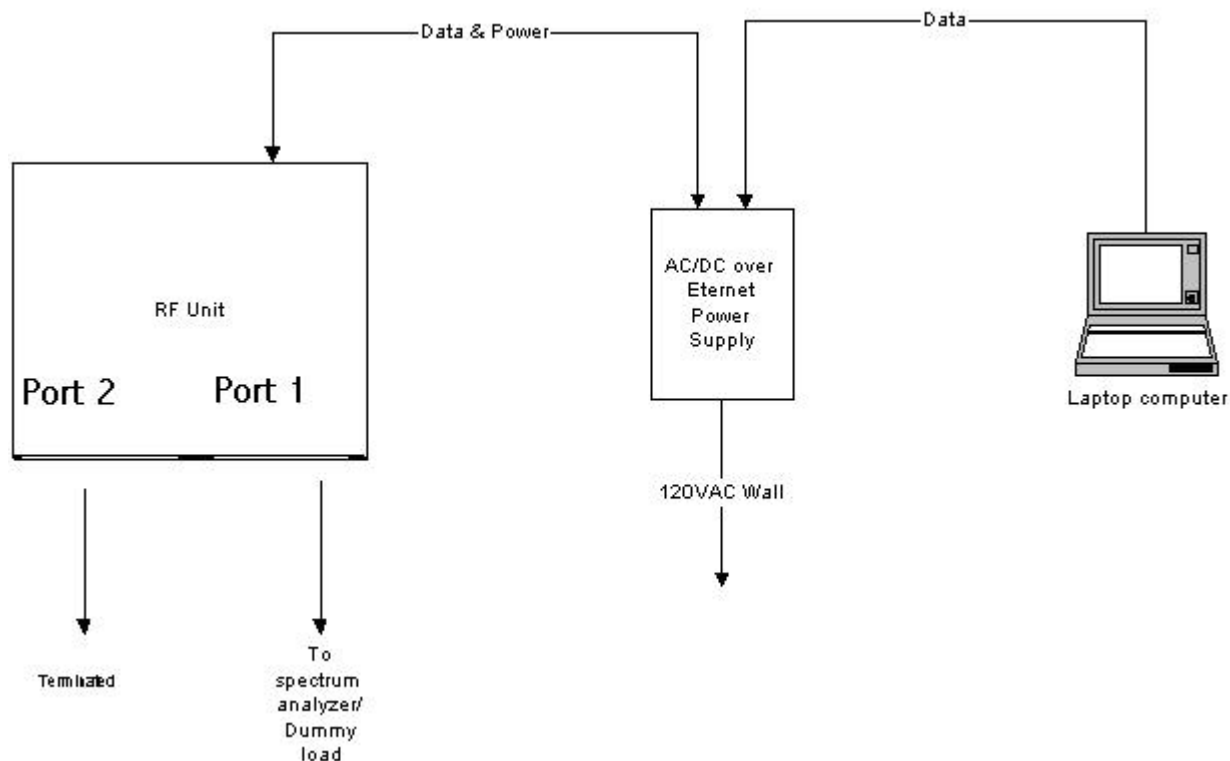 Data & Power
Data
RF Unit
Port 2
Port 1
AC/DC over
Eternet
Power
Supply
Laptop computer
120VAC Wall
Terminated
To
spectrum
analyzer/
Dummy
load